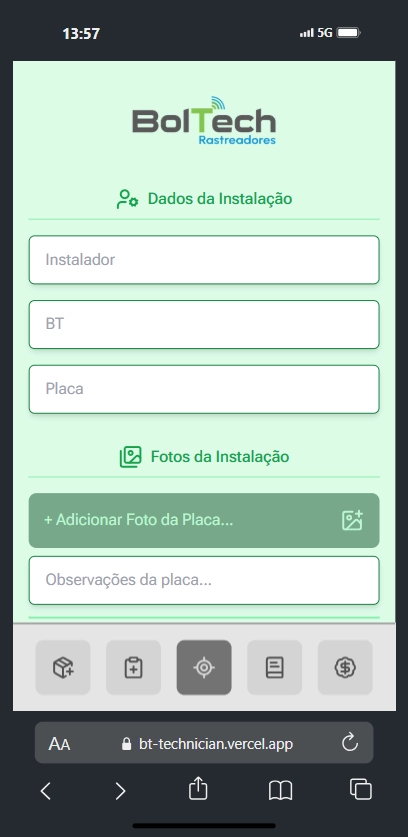 13:57
5G
BolTech
Rastreadores
Dados da Instalação
Instalador
BT
Placa
Fotos da Instalação
+ Adicionar Foto da Placa...
Observações da placa...
AA
bt-technician.vercel.app